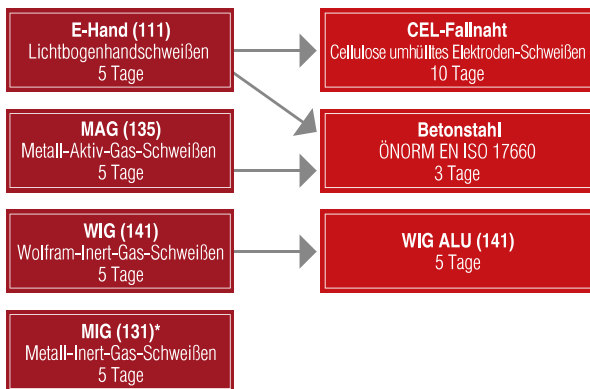 E-Hand (111)
Lichtbogenhandschweißen
5 Tage
CEL-Fallnaht
Cellulose umhülltes Elektroden-Schweißen
10 Tage
MAG (135)
Metall-Aktiv-Gas-Schweißen
5 Tage
Betonstahl
ÖNORM EN ISO 17660
3 Tage
WIG (141)
Wolfram-Inert-Gas-Schweißen
5 Tage
WIG ALU (141)
5 Tage
MIG (131)*
Metall-Inert-Gas-Schweißen
5 Tage